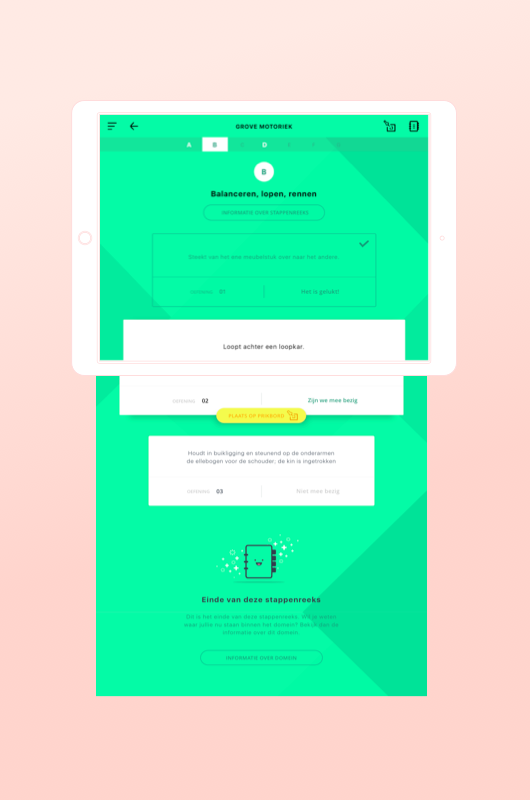 GROVE MOTORIEK
A B D
B
Balanceren, lopen, rennen
INFORMATIE OVER STAPPENREEKS
Steekt van het ene meubelstuk over naar het andere
OEFENING 01 Het is gelukt!
Loopt achter een loopkar.
OEFENING 02 Zijn we mee bezig
PLAATS OP PRIKBORD
Houdt in buikligging en steunend op de onderarmen
de ellebogen voor de schouder, de kin is ingetrokken
OEFENING 03 Niet mee bezig
Einde van deze stappenreeks
Dit is het einde van deze stappenreeks. Wil je weten
waar jullie nu staan binnen het domein? Bekijk dan de
informatie over dit domein.
INFORMATIE OVER DOMEIN